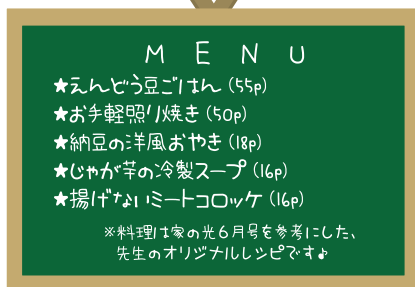 MENU
★えんどう豆ごはん(55p)
★お手軽照り焼き(50p)
★納豆の洋風おやき(18p)
★じゃが芋の冷製スープ(16p)
★揚げないミートコロッケ(16p)
※料理は家の光6月号を参考にした、
先生のオリジナルレシピです♪